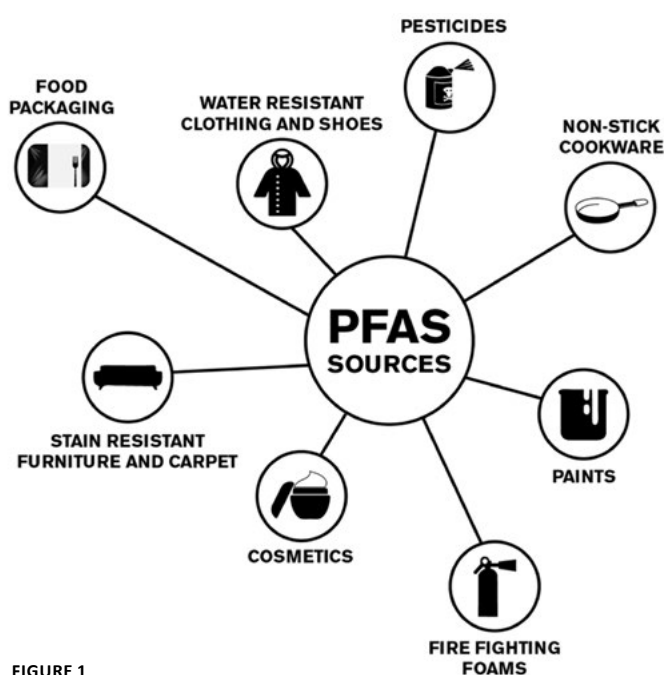 PESTICIDES
FOOD
PACKAGING
WATER RESISTANT
CLOTHING AND SHOES
NON-STICK
COOKWARE
PFAS
SOURCES
STAIN RESISTANT
FURNITURE AND CARPET
PAINTS
COSMETICS
FIRE FIGHTING
FOAMS
FIGURE 1